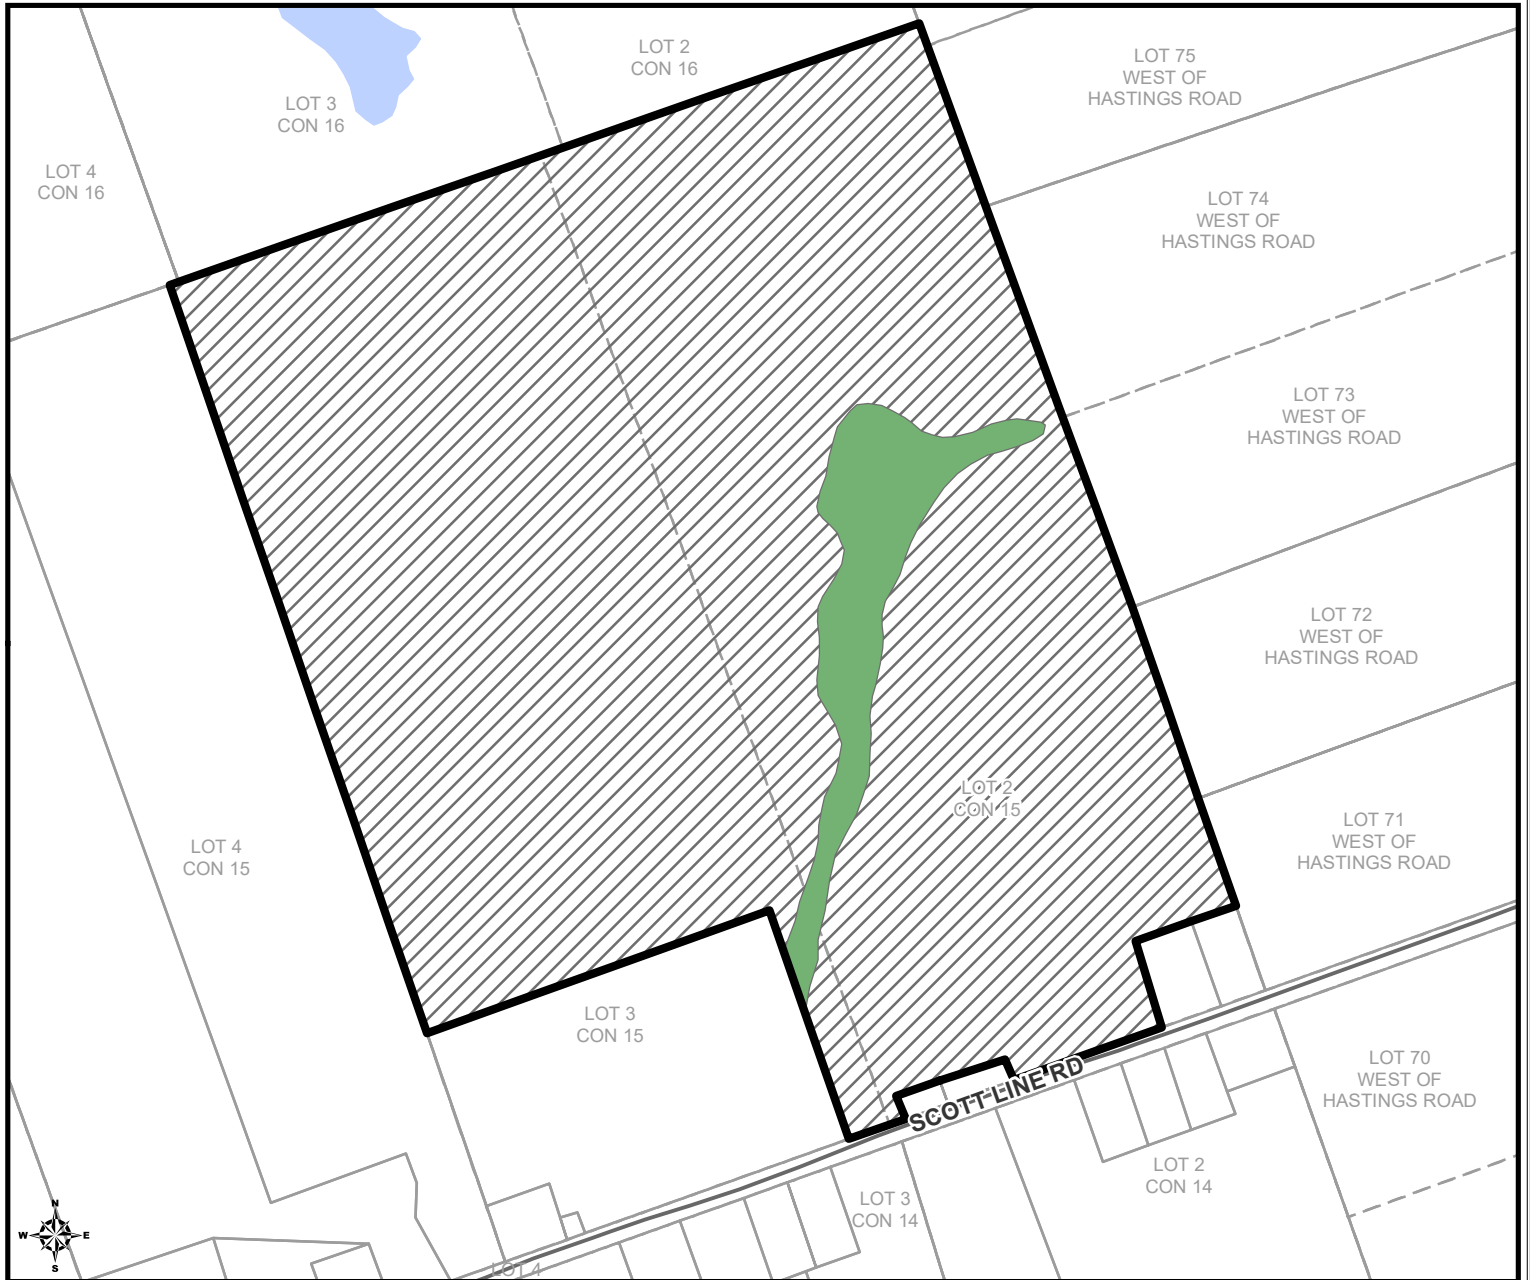 LOT 2
CON 16
LOT 75
WEST OF
HASTINGS ROAD
LOT 3
CON 16
LOT 4
CON 16
LOT 74
WEST OF
HASTINGS ROAD
LOT 73
WEST OF
HASTINGS ROAD
LOT 72
WEST OF
HASTINGS ROAD
LOT 2
CON 15
LOT 71
WEST OF
HASTINGS ROAD
LOT 4
CON 15
LOT 3
CON 15
SCOTT LINE RD
LOT 70
WEST OF
HASTINGS ROAD
LOT 2
CON 14
LOT 3
CON 14
N
W E
S
LOT 4